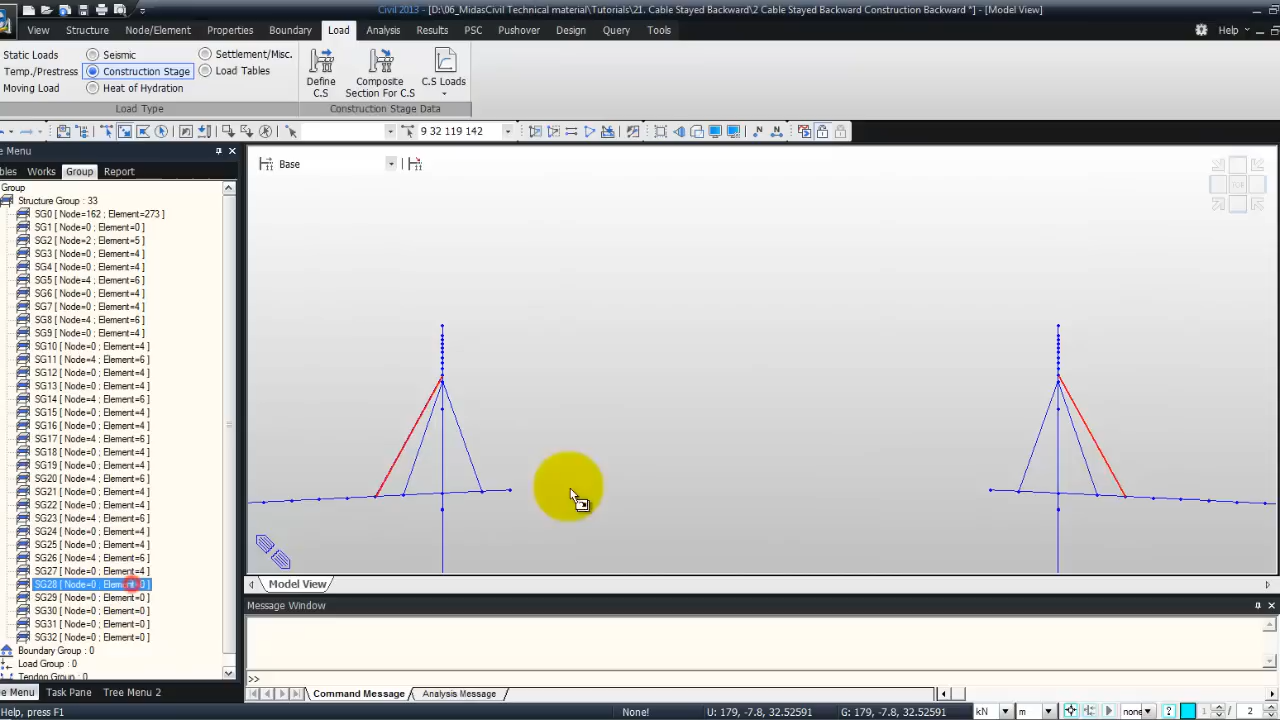 Civil 2013 - [D:\06_MidasCivil Technical material\Tutorials\21. Cable Stayed Backward\2 Cable Stayed Backward Construction Backward *] - [Model View]
View Structure Node/Element Properties Boundary Load Analysis Results PSC Pushover Design Query Tools Help
Static Loads Seismic Settlement/Misc.
Temp./Prestress Construction Stage Load Tables
Moving Load Heat of Hydration
Load Type
Define C.S
Composite Section For C.S
C.S Loads
Construction Stage Data
9 32 119 142
e Menu
bles Works Group Report
Group
Structure Group : 33
SG0 [ Node=162 ; Element=273 ]
SG1 [ Node=0 ; Element=0 ]
SG2 [ Node=2 ; Element=5 ]
SG3 [ Node=0 ; Element=4 ]
SG4 [ Node=0 ; Element=4 ]
SG5 [ Node=4 ; Element=6 ]
SG6 [ Node=0 ; Element=4 ]
SG7 [ Node=0 ; Element=4 ]
SG8 [ Node=4 ; Element=6 ]
SG9 [ Node=0 ; Element=4 ]
SG10 [ Node=0 ; Element=4 ]
SG11 [ Node=4 ; Element=6 ]
SG12 [ Node=0 ; Element=4 ]
SG13 [ Node=0 ; Element=4 ]
SG14 [ Node=4 ; Element=6 ]
SG15 [ Node=0 ; Element=4 ]
SG16 [ Node=0 ; Element=4 ]
SG17 [ Node=4 ; Element=6 ]
SG18 [ Node=0 ; Element=4 ]
SG19 [ Node=0 ; Element=4 ]
SG20 [ Node=4 ; Element=6 ]
SG21 [ Node=0 ; Element=4 ]
SG22 [ Node=0 ; Element=4 ]
SG23 [ Node=4 ; Element=6 ]
SG24 [ Node=0 ; Element=4 ]
SG25 [ Node=0 ; Element=4 ]
SG26 [ Node=4 ; Element=6 ]
SG27 [ Node=0 ; Element=4 ]
SG28 [ Node=0 ; Element=0 ]
SG29 [ Node=0 ; Element=0 ]
SG30 [ Node=0 ; Element=0 ]
SG31 [ Node=0 ; Element=0 ]
SG32 [ Node=0 ; Element=0 ]
Boundary Group : 0
Load Group : 0
Tendon Group : 0
e Menu Task Pane Tree Menu 2
Base
TOP
Model View
Message Window
>>
Command Message Analysis Message
Help, press F1 None! U: 179, -7.8, 32.52591 G: 179, -7.8, 32.52591 kN m none 1 / 2